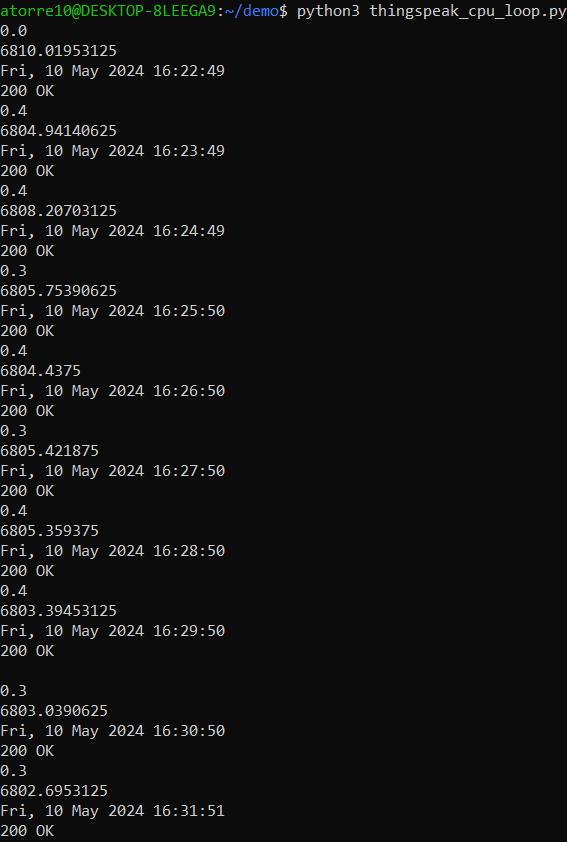 atorre10@DESKTOP-8LEEGA9:~/demo$ python3 thingspeak_cpu_loop.py
0.0
6810.01953125
Fri, 10 May 2024 16:22:49
200 OK
0.4
6804.94140625
Fri, 10 May 2024 16:23:49
200 OK
0.4
6808.20703125
Fri, 10 May 2024 16:24:49
200 OK
0.3
6805.75390625
Fri, 10 May 2024 16:25:50
200 OK
0.4
6804.4375
Fri, 10 May 2024 16:26:50
200 OK
0.3
6805.421875
Fri, 10 May 2024 16:27:50
200 OK
0.4
6805.359375
Fri, 10 May 2024 16:28:50
200 OK
0.4
6803.39453125
Fri, 10 May 2024 16:29:50
200 OK
0.3
6803.0390625
Fri, 10 May 2024 16:30:50
200 OK
0.3
6802.6953125
Fri, 10 May 2024 16:31:51
200 OK